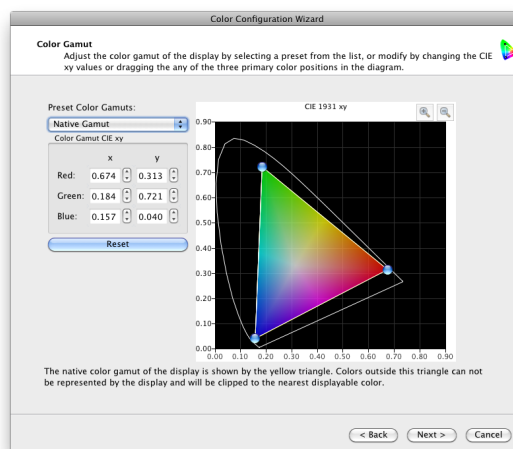 Color Configuration Wizard
Color Gamut
Adjust the color gamut of the display by selecting a preset from the list, or modify by changing the CIE
xy values or dragging the any of the three primary color positions in the diagram.
Preset Color Gamuts:
Native Gamut
Color Gamut CIE xy
x y
Red: 0.674 0.313
Green: 0.184 0.721
Blue: 0.157 0.040
Reset
CIE 1931 xy
0.90
0.80
0.70
0.60
0.50
0.40
0.30
0.20
0.10
0.00 0.10 0.20 0.30 0.40 0.50 0.60 0.70 0.80 0.90
The native color gamut of the display is shown by the yellow triangle. Colors outside this triangle can not
be represented by the display and will be clipped to the nearest displayable color.
< Back Next > Cancel